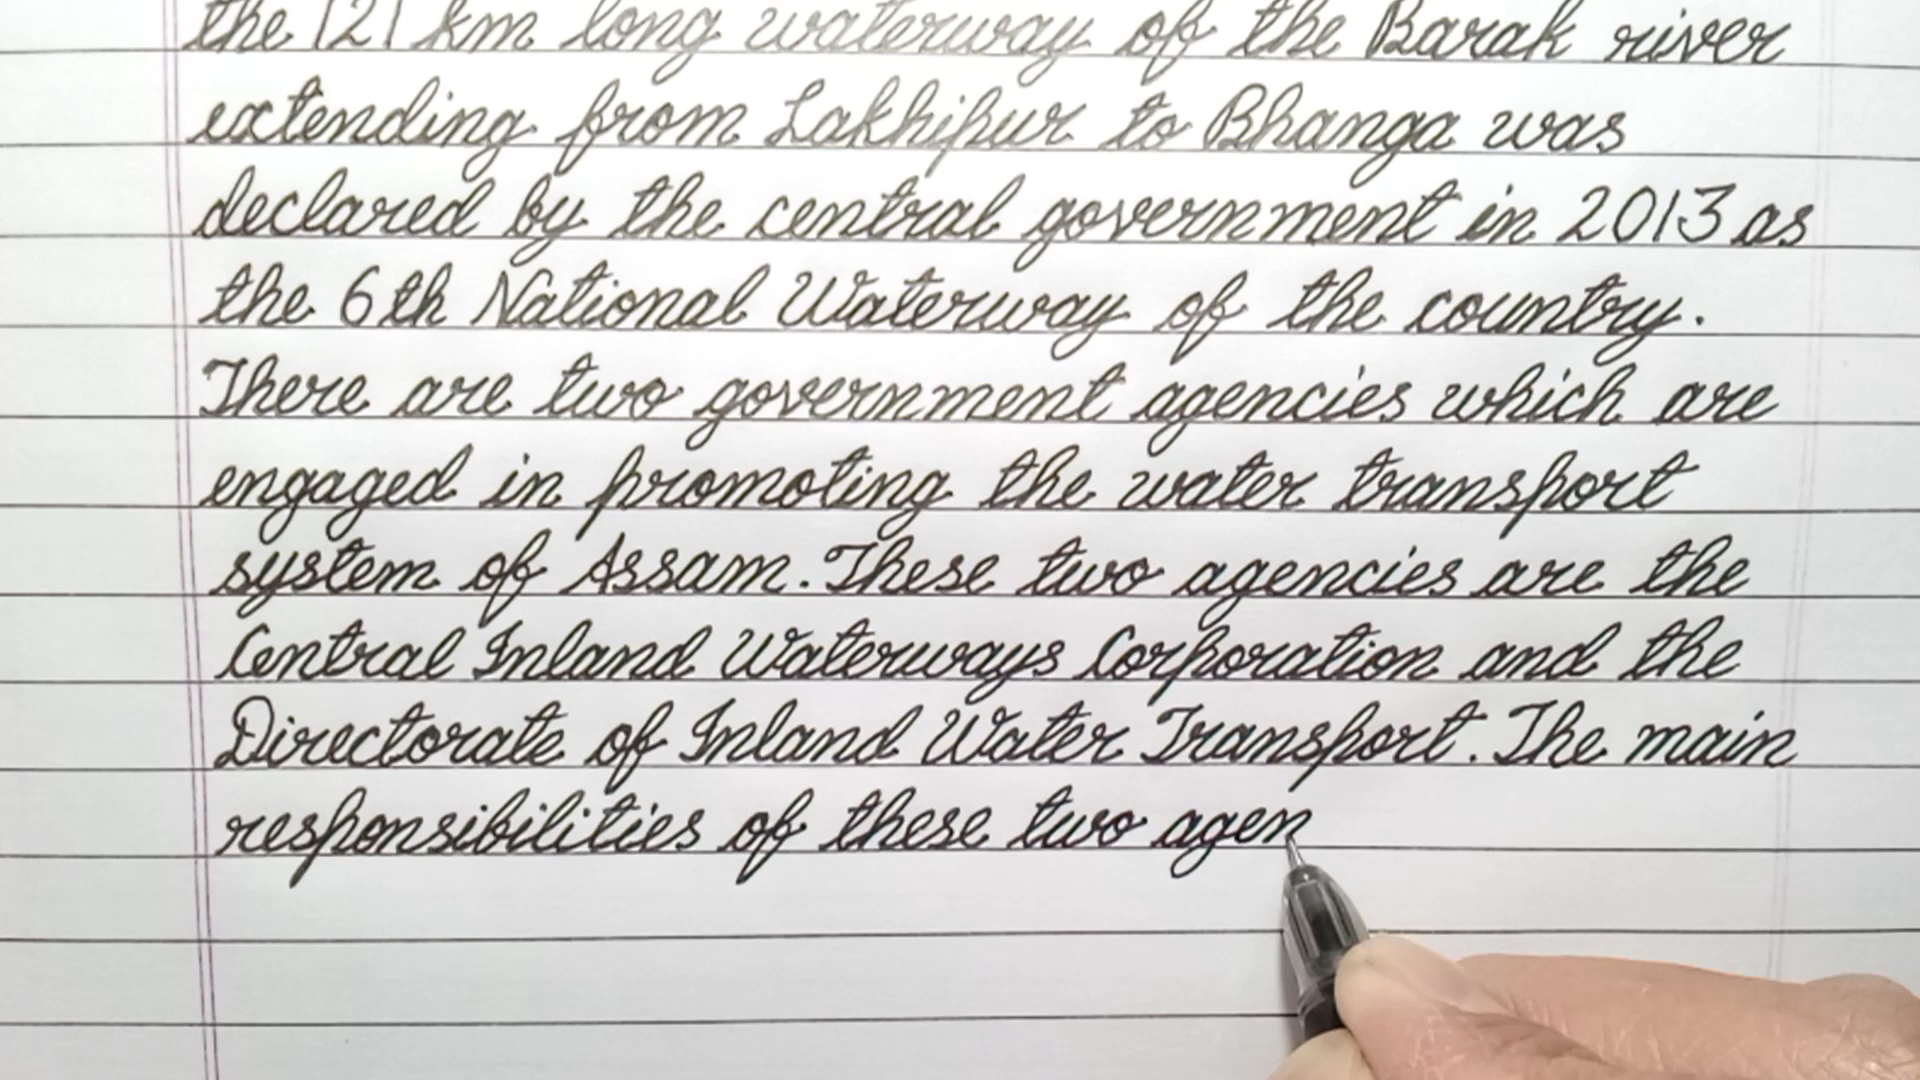 the 121 km long waterway of the Barak river
extending from Lakhipur to Bhanga was
declared by the central government in 2013 as
the 6th National Waterway of the country.
There are two government agencies which are
engaged in promoting the water transport
system of Assam. These two agencies are the
Central Inland Waterways Corporation and the
Directorate of Inland Water Transport. The main
responsibilities of these two agen